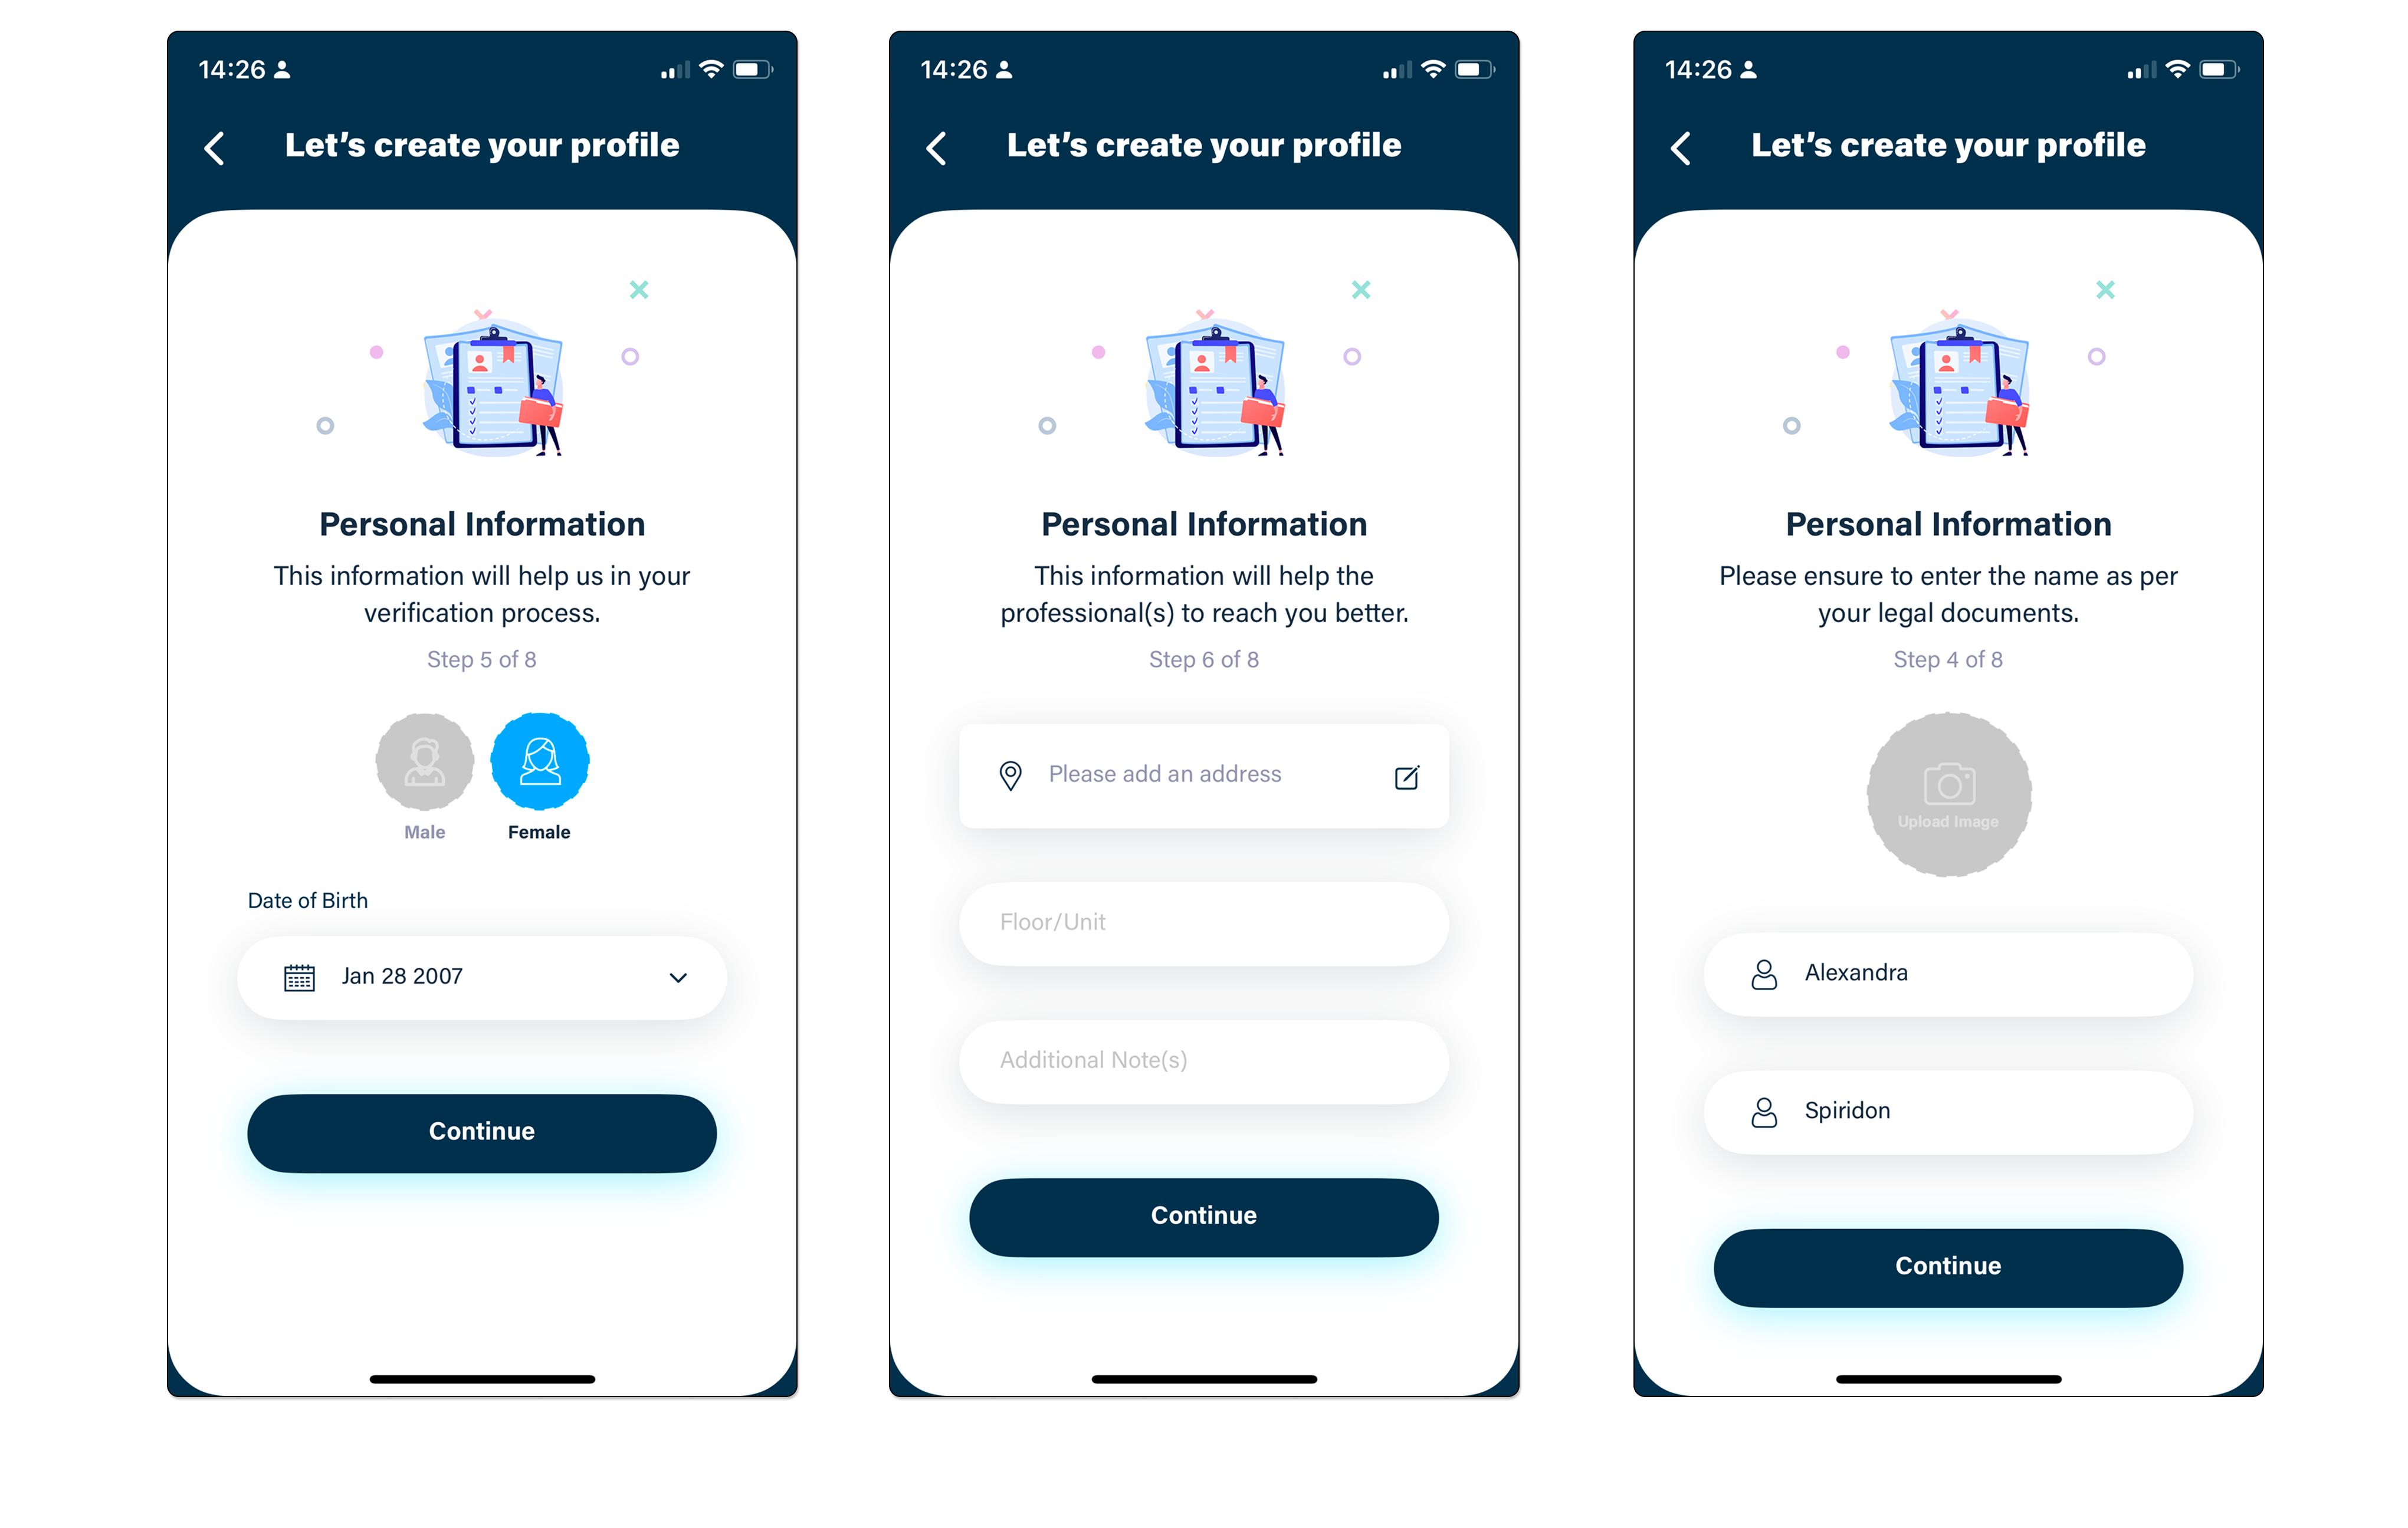 14:26
Let's create your profile
Personal Information
This information will help us in your
verification process.
Step 5 of 8
Male
Female
Date of Birth
Jan 28 2007
Continue
14:26
Let's create your profile
Personal Information
This information will help the
professional(s) to reach you better.
Step 6 of 8
Please add an address
Floor/Unit
Additional Note(s)
Continue
14:26
Let's create your profile
Personal Information
Please ensure to enter the name as per
your legal documents.
Step 4 of 8
Upload Image
Alexandra
Spiridon
Continue